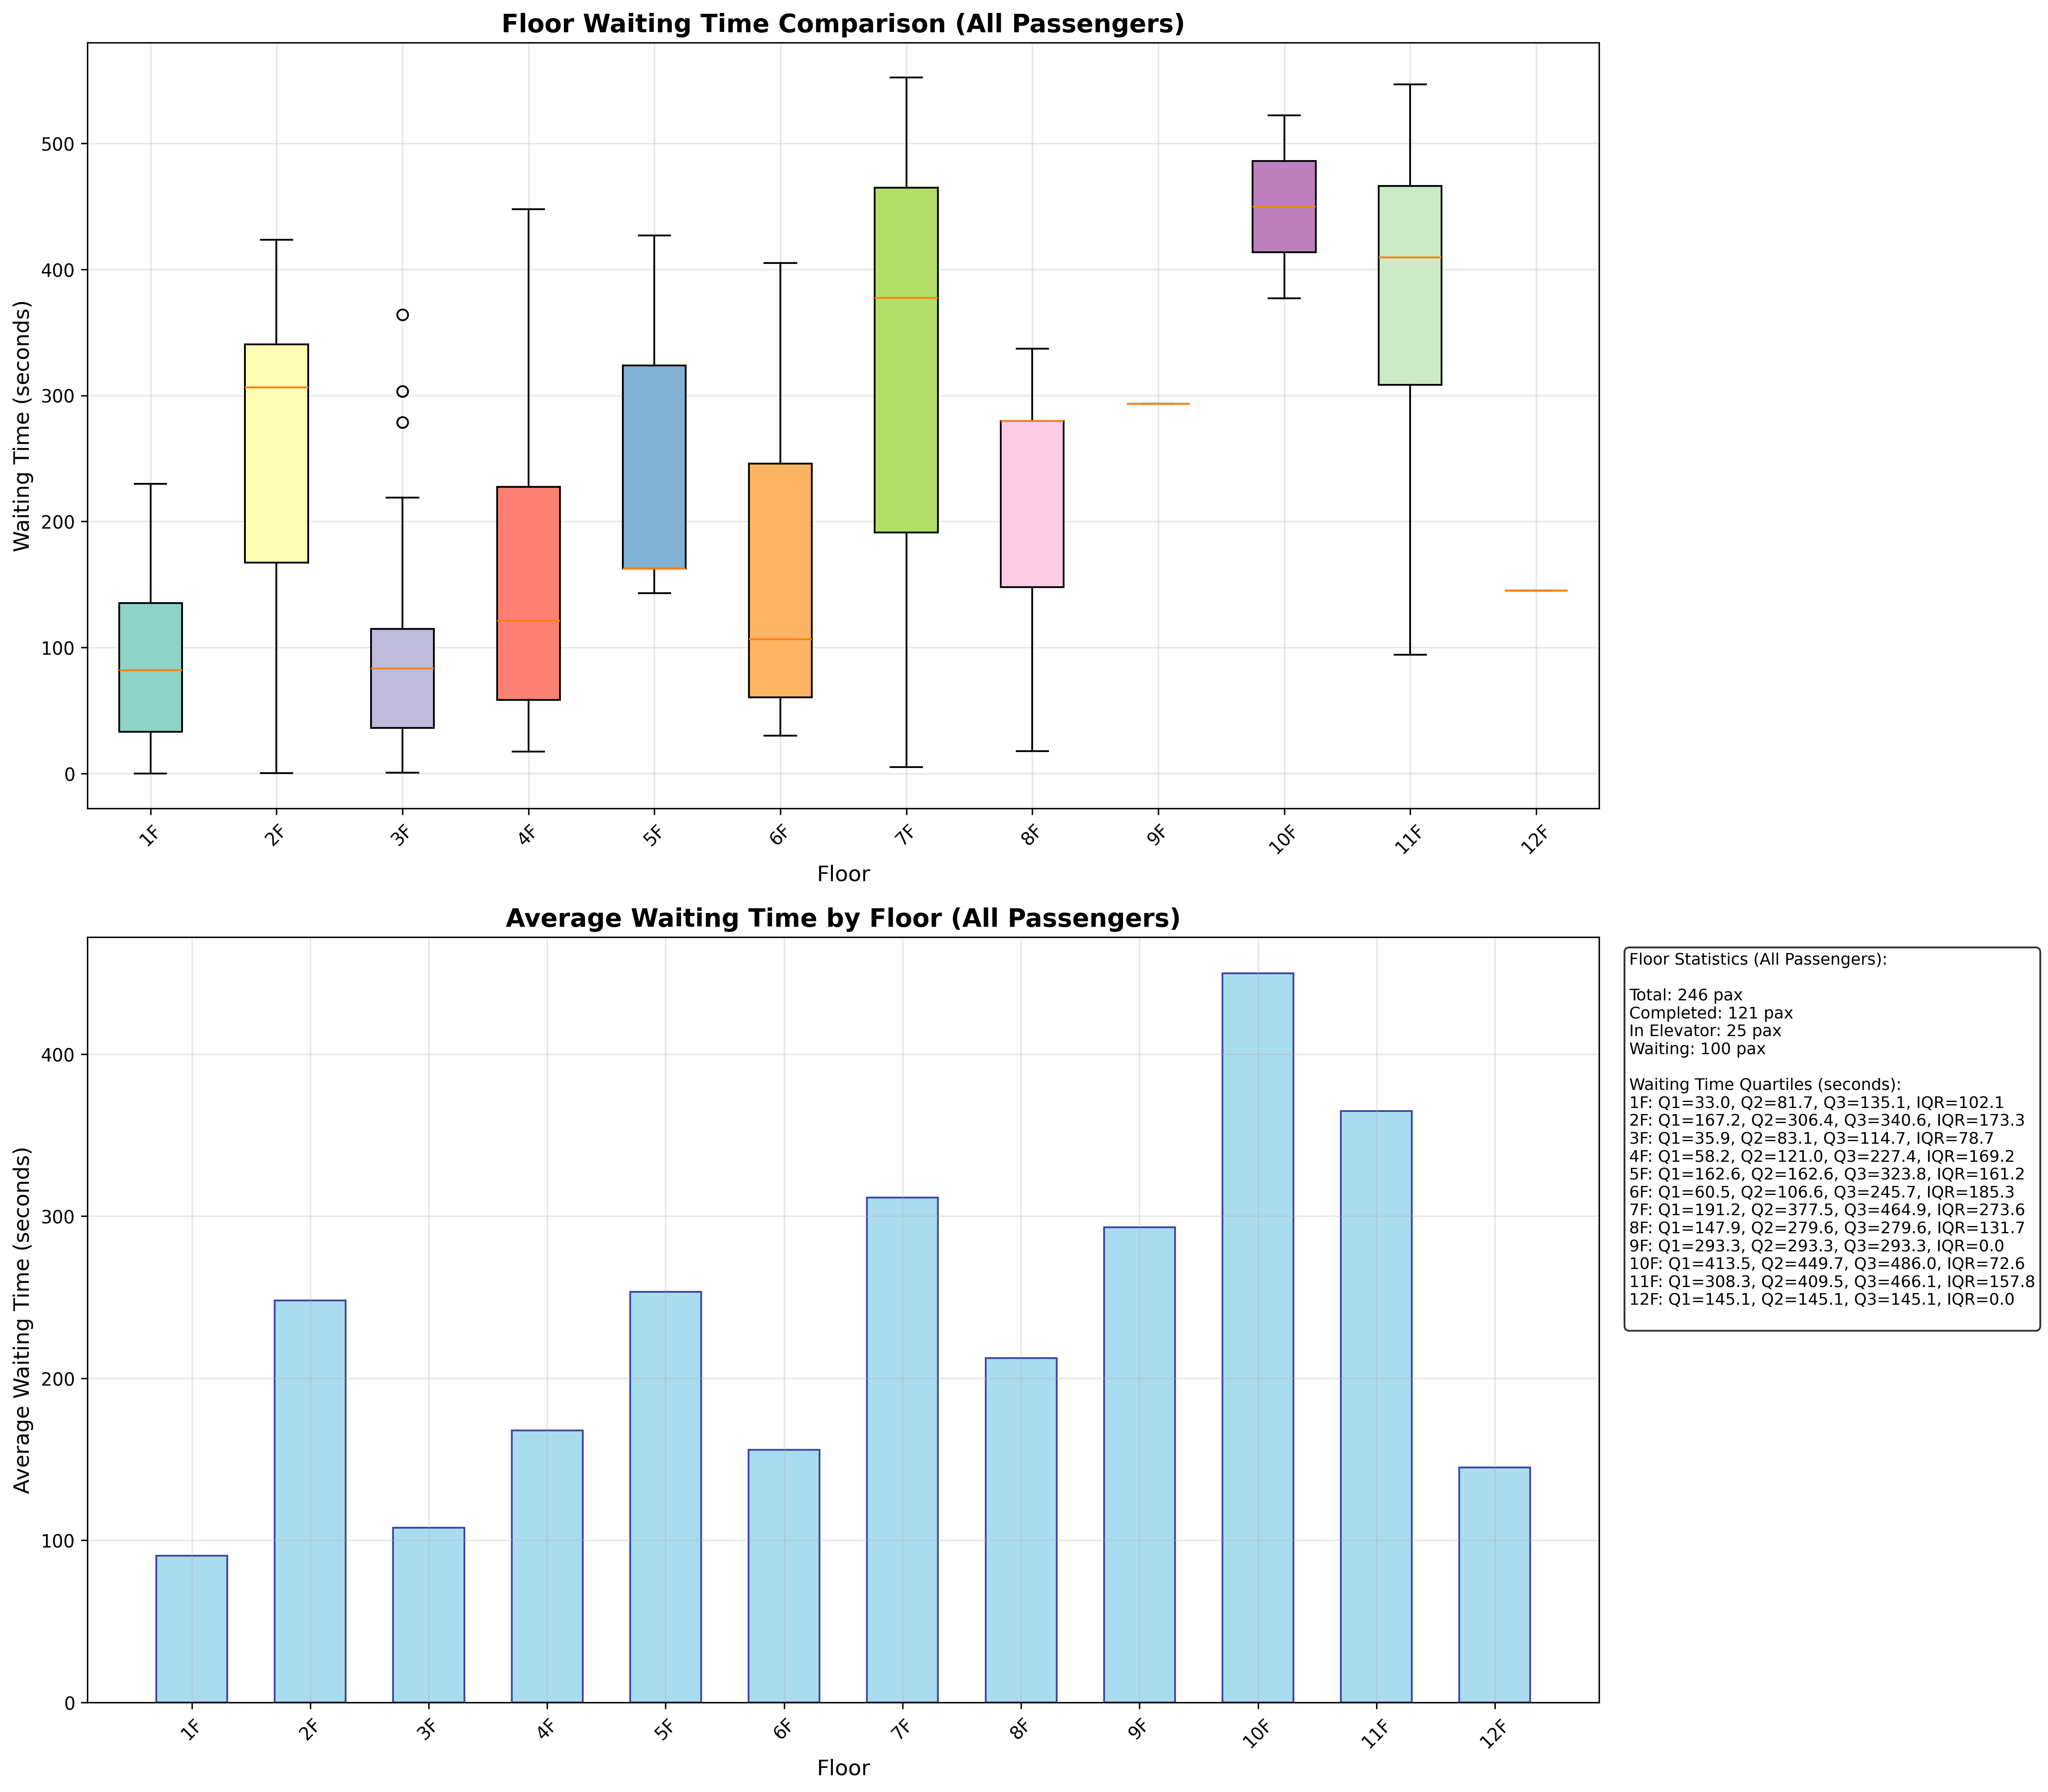 Floor Waiting Time Comparison (All Passengers)
Waiting Time (seconds)
500
400
300
200
100
0
1F
2F
3F
4F
5F
6F
7F
8F
9F
10F
11F
12F
Floor
Average Waiting Time by Floor (All Passengers)
Average Waiting Time (seconds)
400
300
200
100
0
1F
2F
3F
4F
5F
6F
7F
8F
9F
10F
11F
12F
Floor
Floor Statistics (All Passengers):
Total: 246 pax
Completed: 121 pax
In Elevator: 25 pax
Waiting: 100 pax
Waiting Time Quartiles (seconds):
1F: Q1=33.0, Q2=81.7, Q3=135.1, IQR=102.1
2F: Q1=167.2, Q2=306.4, Q3=340.6, IQR=173.3
3F: Q1=35.9, Q2=83.1, Q3=114.7, IQR=78.7
4F: Q1=58.2, Q2=121.0, Q3=227.4, IQR=169.2
5F: Q1=162.6, Q2=162.6, Q3=323.8, IQR=161.2
6F: Q1=60.5, Q2=106.6, Q3=245.7, IQR=185.3
7F: Q1=191.2, Q2=377.5, Q3=464.9, IQR=273.6
8F: Q1=147.9, Q2=279.6, Q3=279.6, IQR=131.7
9F: Q1=293.3, Q2=293.3, Q3=293.3, IQR=0.0
10F: Q1=413.5, Q2=449.7, Q3=486.0, IQR=72.6
11F: Q1=308.3, Q2=409.5, Q3=466.1, IQR=157.8
12F: Q1=145.1, Q2=145.1, Q3=145.1, IQR=0.0